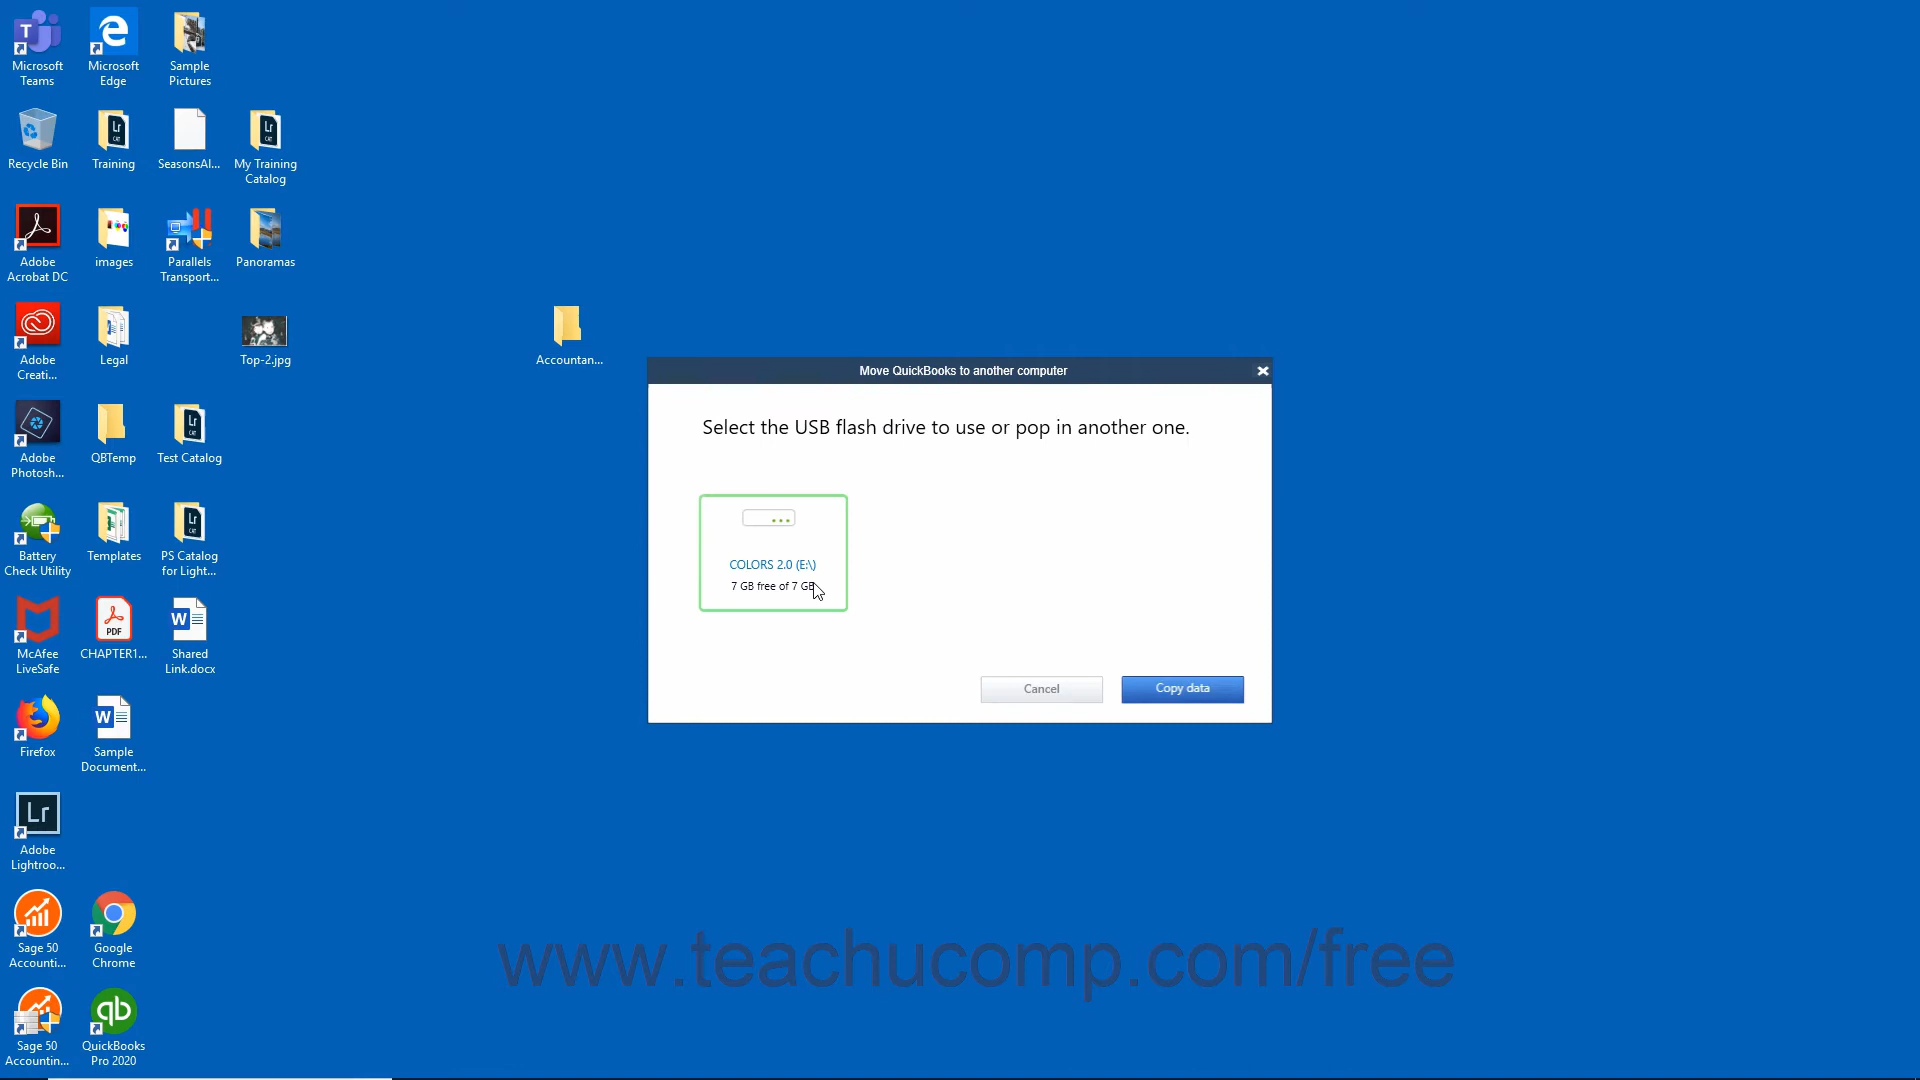 Microsoft
Teams
Microsoft
Edge
Sample
Pictures
Recycle Bin
Training
SeasonsAl...
My Training
Catalog
Adobe
Acrobat DC
images
Parallels
Transport...
Panoramas
Adobe
Creati...
Legal
Top-2.jpg
Accountan...
Adobe
Photosh...
QBTemp
Test Catalog
Battery
Check Utility
Templates
PS Catalog
for Light...
McAfee
LiveSafe
CHAPTER1...
Shared
Link.docx
Firefox
Sample
Document...
Adobe
Lightroo...
Sage 50
Accounti...
Google
Chrome
Sage 50
Accountin...
QuickBooks
Pro 2020
Move QuickBooks to another computer
Select the USB flash drive to use or pop in another one.
COLORS 2.0 (E:\)
7 GB free of 7 GB
Cancel
Copy data
www.teachucomp.com/free